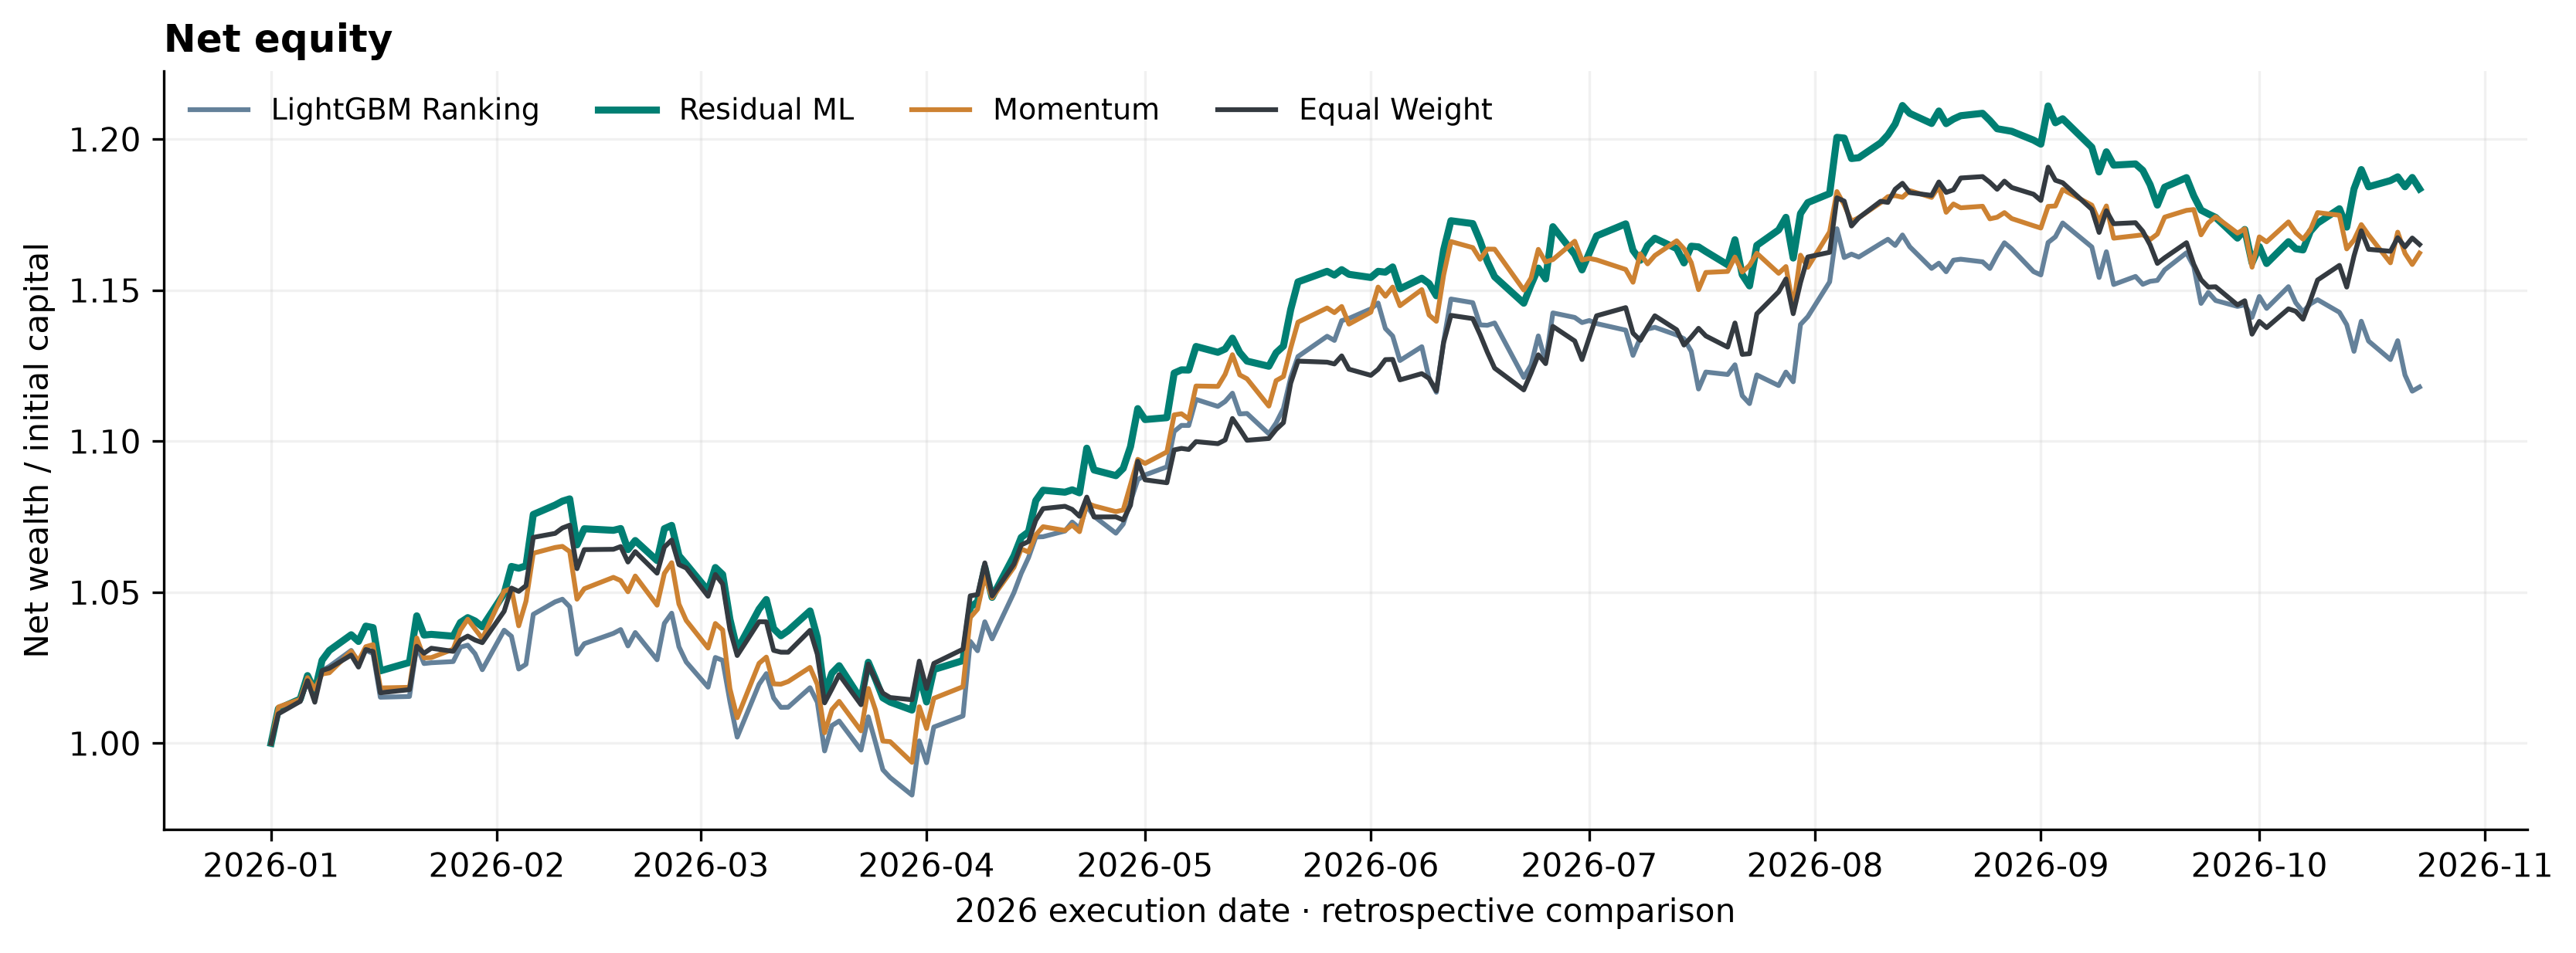 Net equity
LightGBM Ranking Residual ML Momentum Equal Weight
Net wealth / initial capital
1.20
1.15
1.10
1.05
1.00
2026-01 2026-02 2026-03 2026-04 2026-05 2026-06 2026-07 2026-08 2026-09 2026-10 2026-11
2026 execution date · retrospective comparison